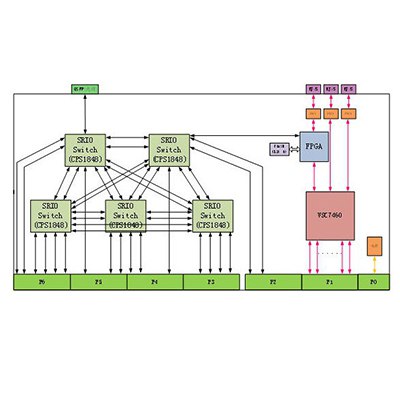 SRIO
Switch
(CPS1848)
SRIO
Switch
(CPS1848)
FPGA
SRIO
Switch
(CPS1848)
SRIO
Switch
(CPS1848)
SRIO
Switch
(CPS1848)
VSC7460
P6
P5
P4
P3
P2
P1
P0